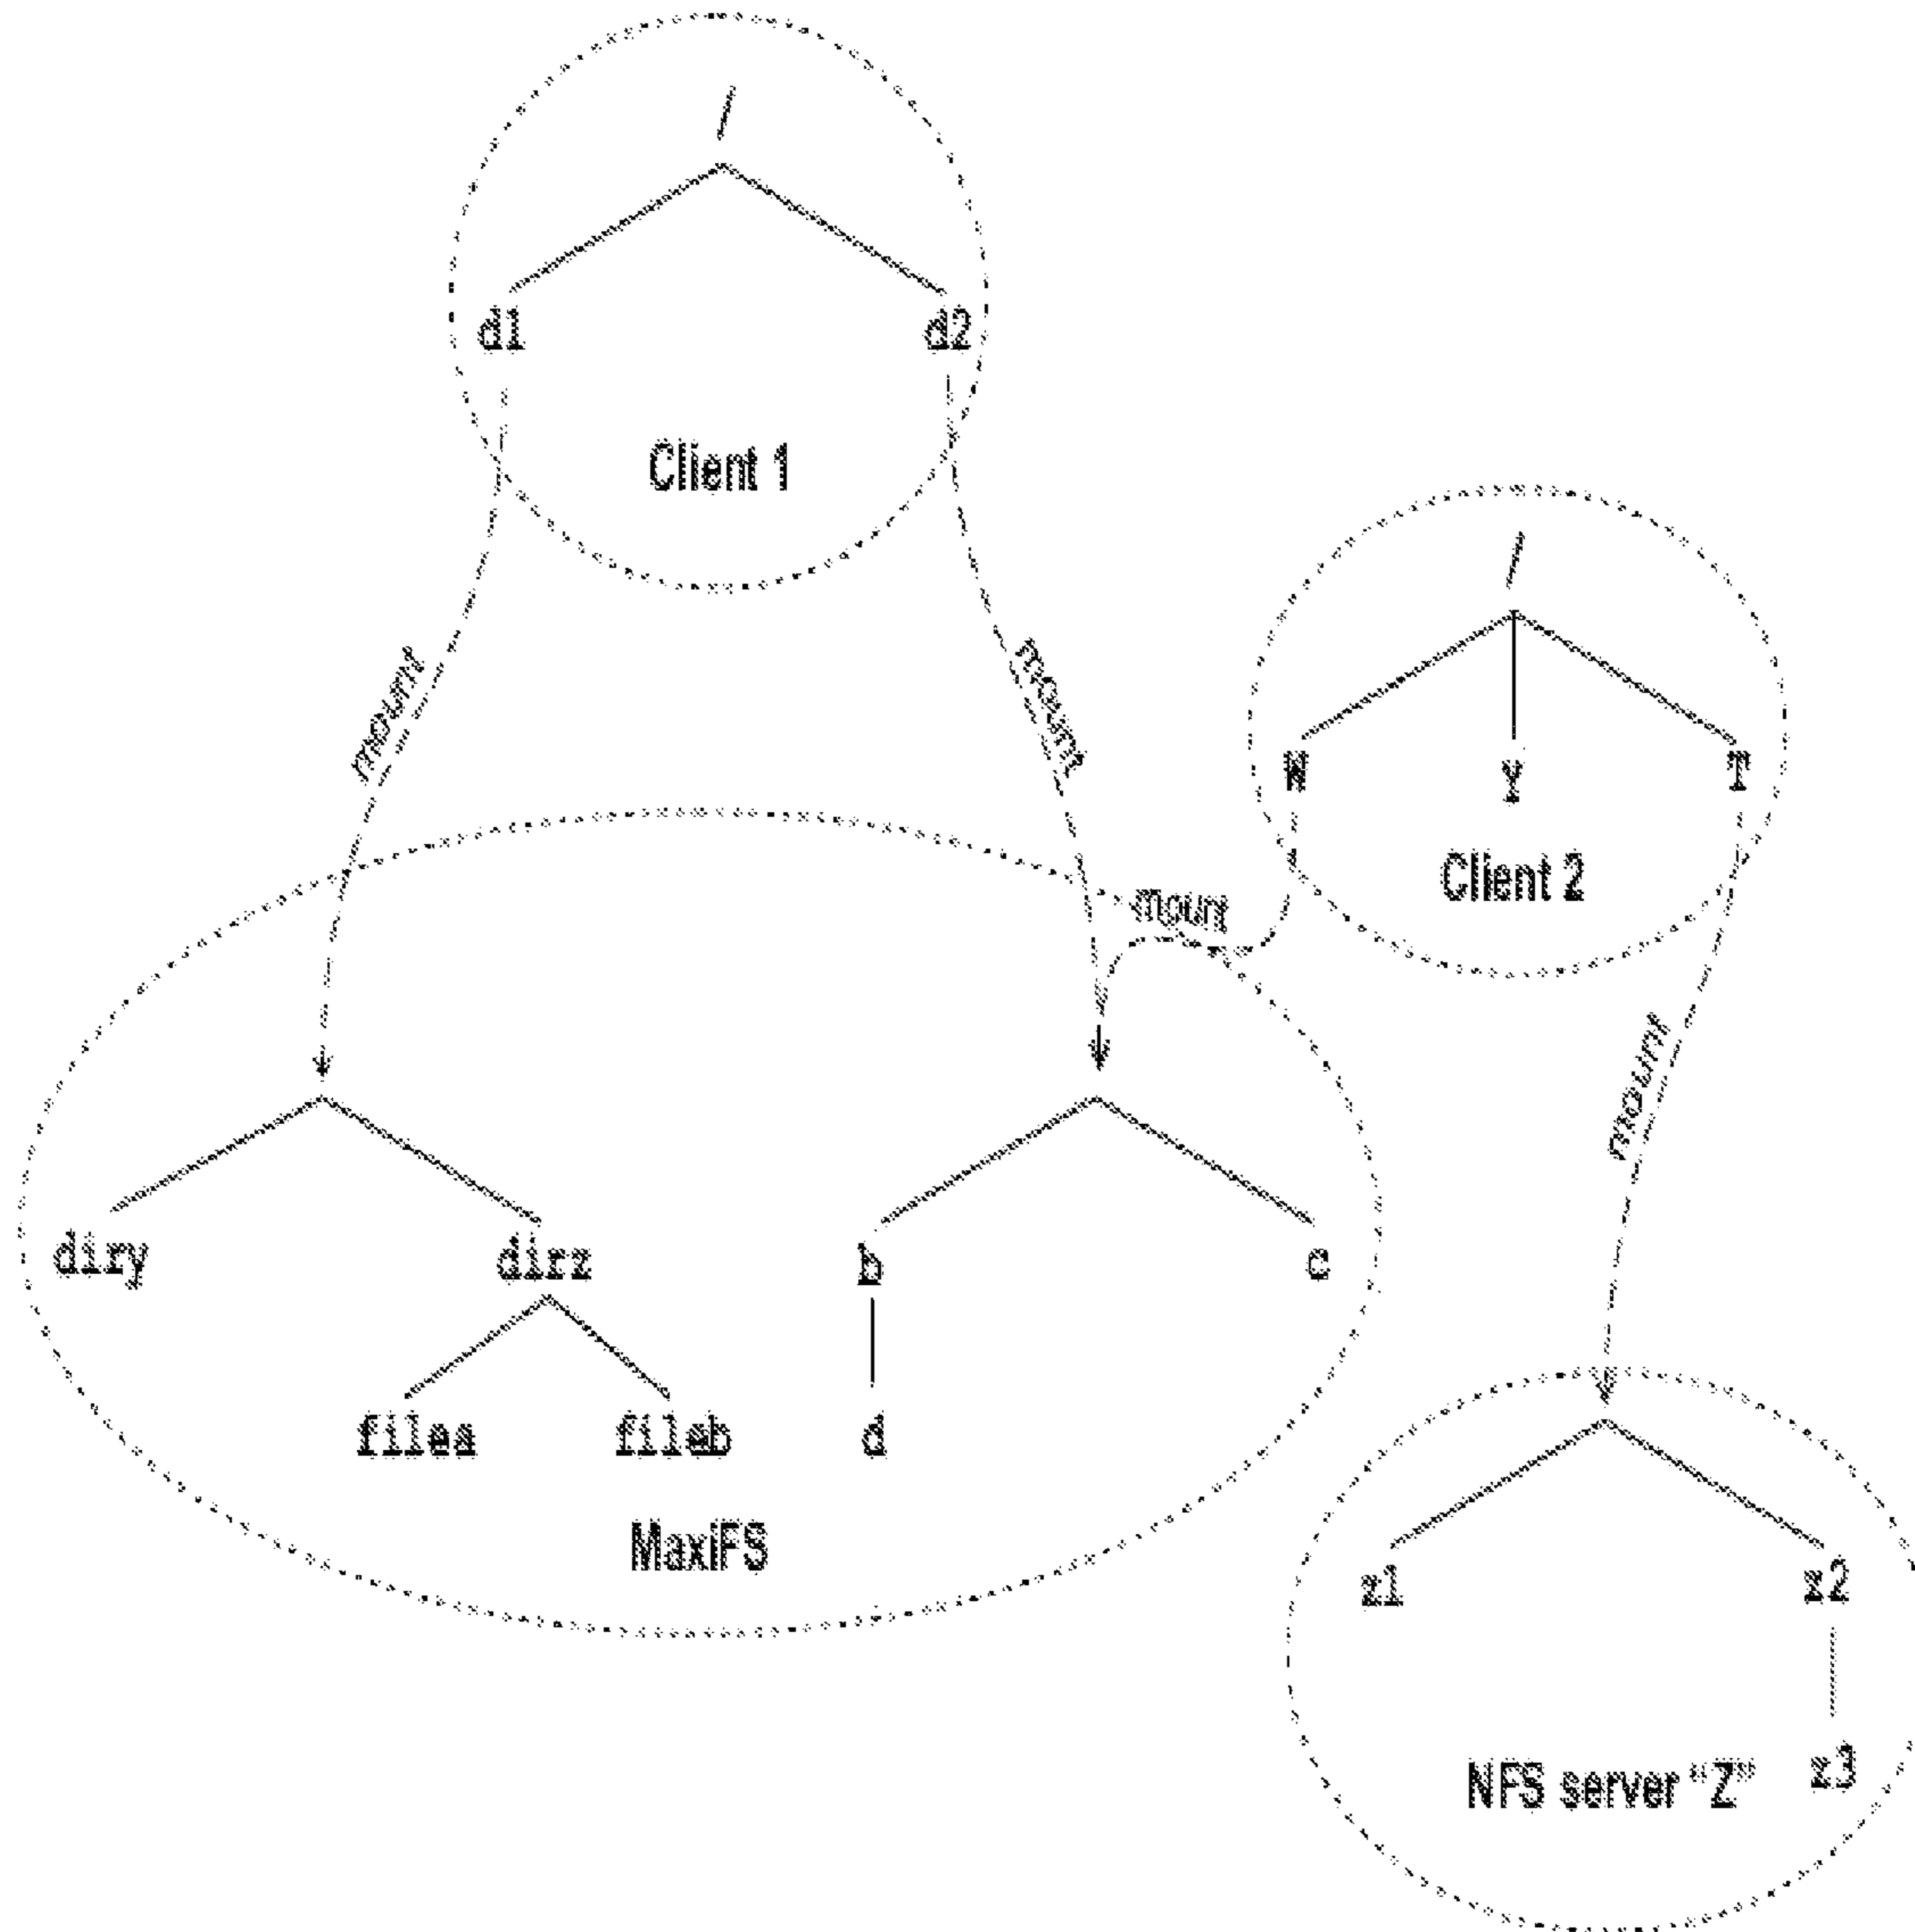 /
d1 d2
Client 1
/
mount mount
W Y T
Client 2
mount
mount
diry dirz b c
filea fileb d
MaxiFS
z1 z2
NFS server “Z” z3